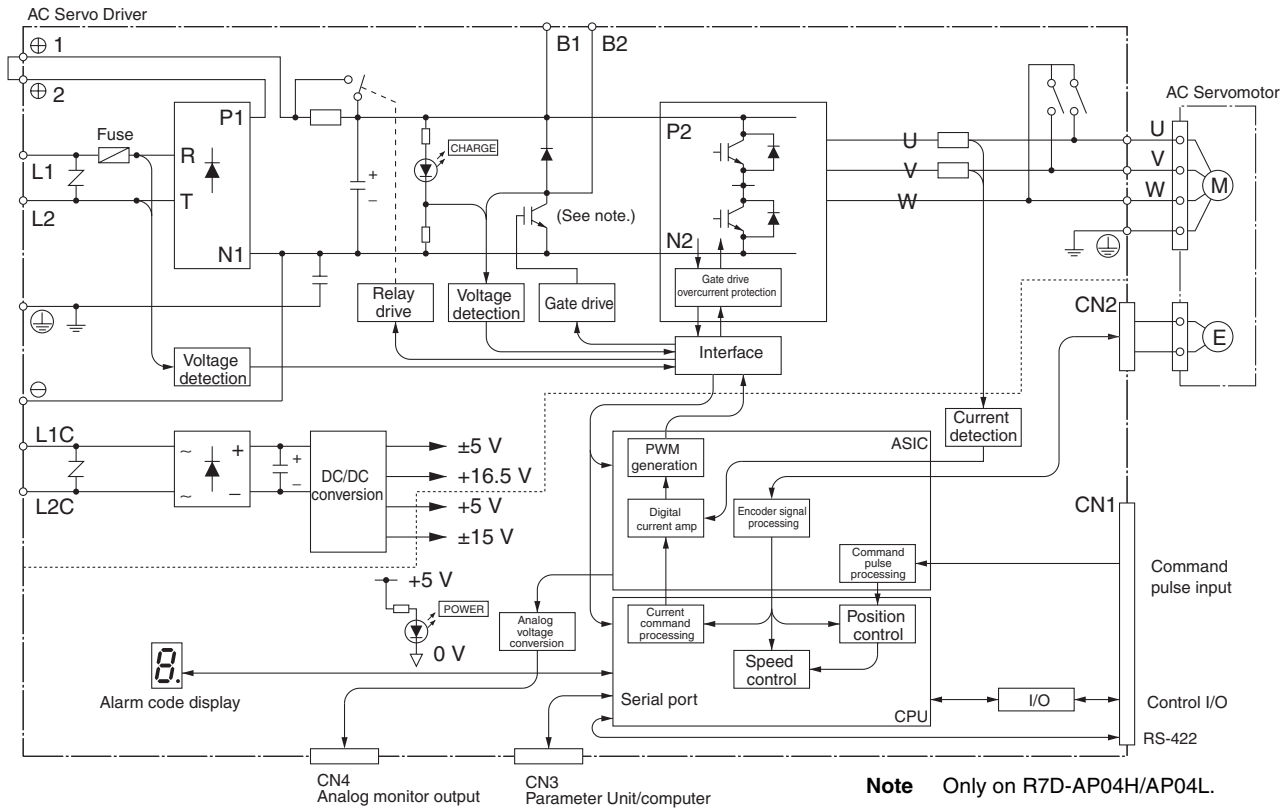 AC Servo Driver
⊕ 1
⊕ 2
B1 B2
AC Servomotor
Fuse
P1
R
T
N1
L1
L2
CHARGE
+
−
(See note.)
P2
N2
Gate drive
overcurrent protection
U
V
W
U
V
W
M
Relay
drive
Voltage
detection
Gate drive
Interface
CN2
E
Voltage
detection
⊖
L1C
L2C
~ +
~ −
+
−
DC/DC
conversion
±5 V
+16.5 V
+5 V
±15 V
Current
detection
ASIC
PWM
generation
Digital
current amp
Encoder signal
processing
Command
pulse
processing
CN1
Command
pulse input
+5 V
POWER
0 V
Analog
voltage
conversion
Current
command
processing
Position
control
Speed
control
8.
Alarm code display
Serial port
CPU
I/O
Control I/O
RS-422
CN4
Analog monitor output
CN3
Parameter Unit/computer
Note Only on R7D-AP04H/AP04L.